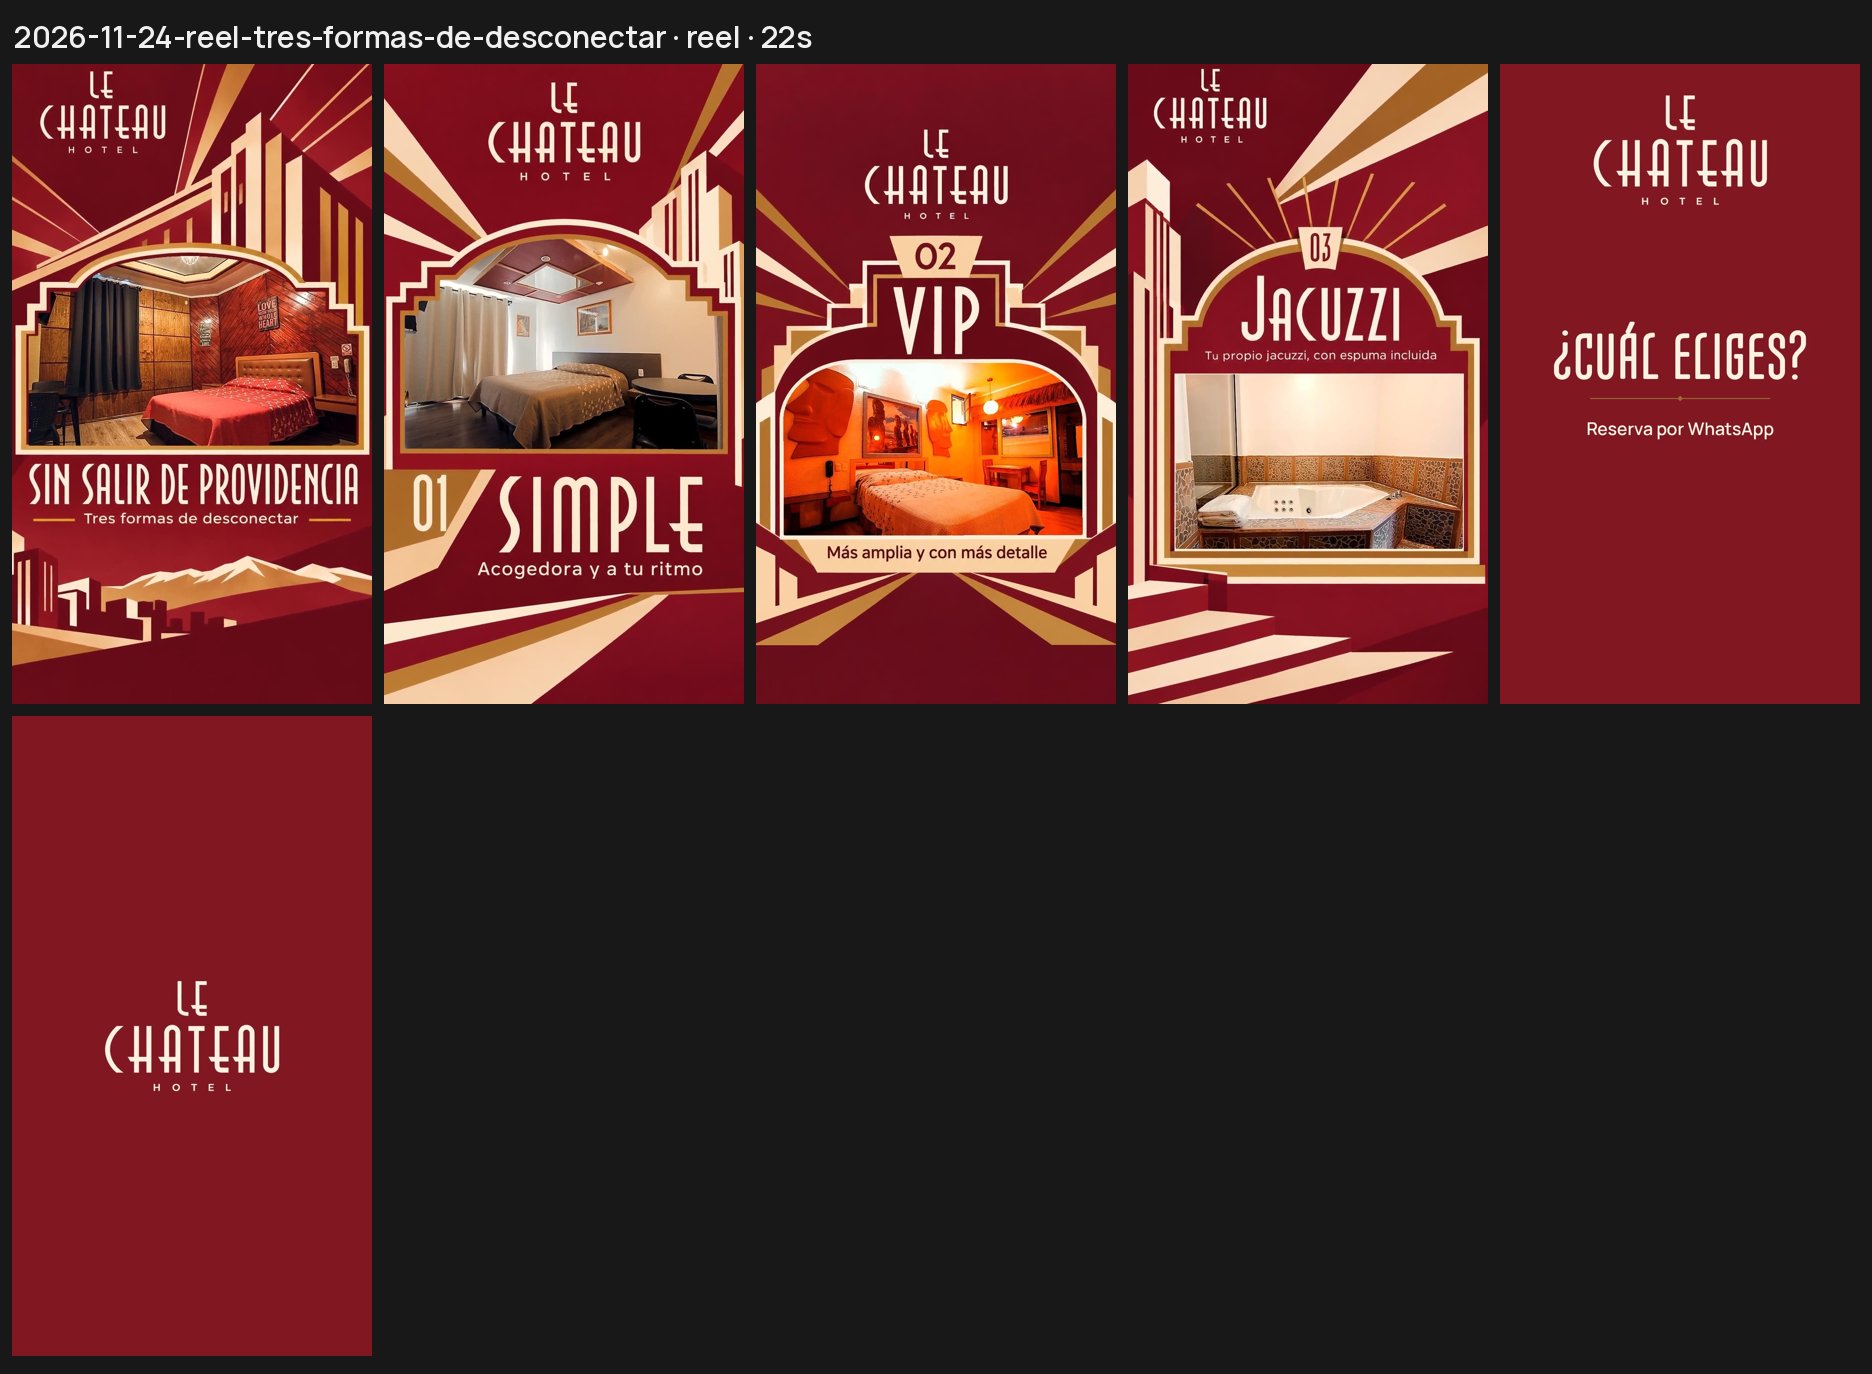 2026-11-24-reel-tres-formas-de-desconectar · reel · 22s
LE
CHATEAU
HOTEL
LOVE
WHOLE
HEART
SIN SALIR DE PROVIDENCIA
Tres formas de desconectar
LE
CHATEAU
HOTEL
01
SIMPLE
Acogedora y a tu ritmo
LE
CHATEAU
HOTEL
02
VIP
Más amplia y con más detalle
LE
CHATEAU
HOTEL
03
JACUZZI
Tu propio jacuzzi, con espuma incluida
LE
CHATEAU
HOTEL
¿CUÁL ELIGES?
Reserva por WhatsApp
LE
CHATEAU
HOTEL